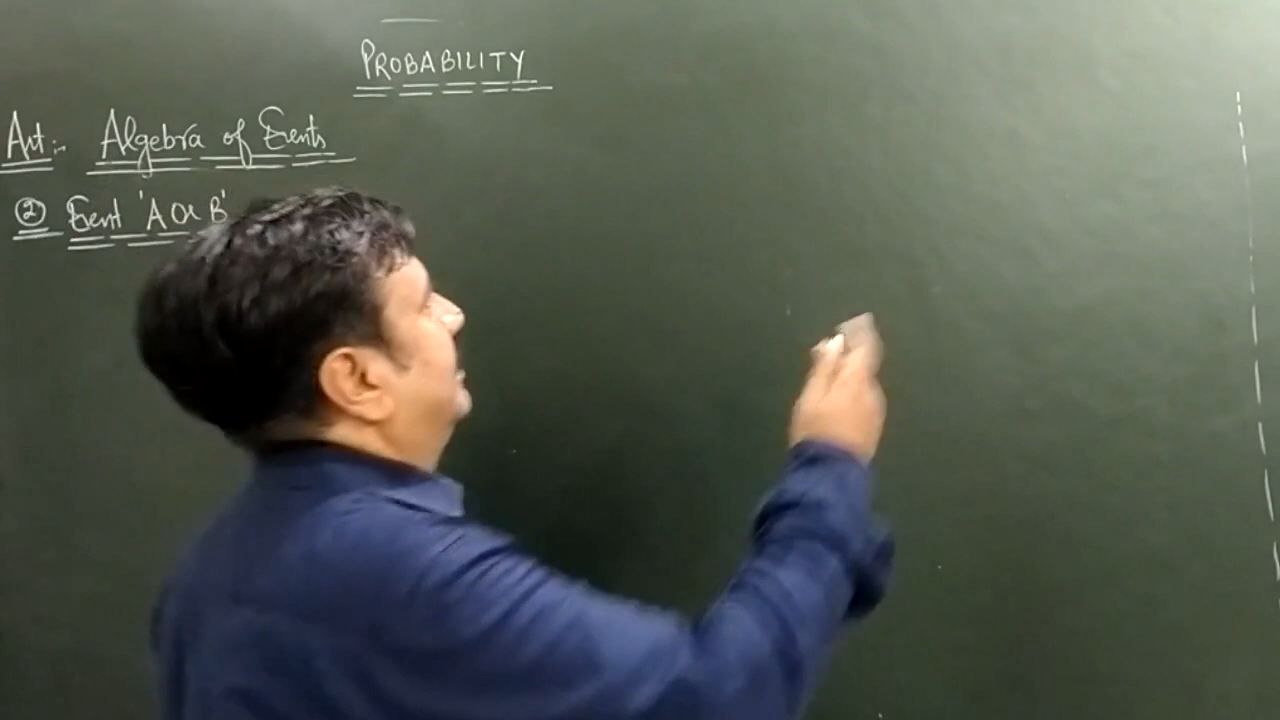 PROBABILITY
Art:- Algebra of Events
② Event 'A Or B'